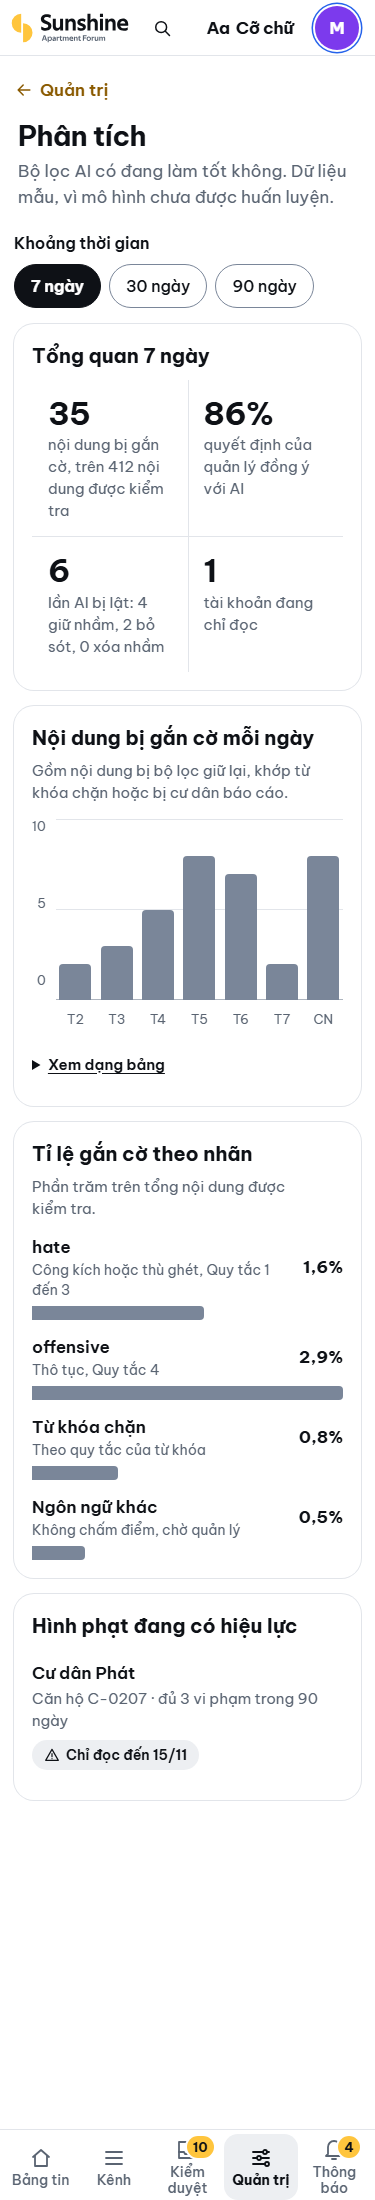 Sunshine
Apartment Forum
Aa Cỡ chữ
M
← Quản trị
Phân tích
Bộ lọc AI có đang làm tốt không. Dữ liệu
mẫu, vì mô hình chưa được huấn luyện.
Khoảng thời gian
7 ngày
30 ngày
90 ngày
Tổng quan 7 ngày
35
nội dung bị gắn
cờ, trên 412 nội
dung được kiểm
tra
86%
quyết định của
quản lý đồng ý
với AI
6
lần AI bị lật: 4
giữ nhầm, 2 bỏ
sót, 0 xóa nhầm
1
tài khoản đang
chỉ đọc
Nội dung bị gắn cờ mỗi ngày
Gồm nội dung bị bộ lọc giữ lại, khớp từ
khóa chặn hoặc bị cư dân báo cáo.
10
5
0
T2 T3 T4 T5 T6 T7 CN
Xem dạng bảng
Tỉ lệ gắn cờ theo nhãn
Phần trăm trên tổng nội dung được
kiểm tra.
hate
Công kích hoặc thù ghét, Quy tắc 1
đến 3
1,6%
offensive
Thô tục, Quy tắc 4
2,9%
Từ khóa chặn
Theo quy tắc của từ khóa
0,8%
Ngôn ngữ khác
Không chấm điểm, chờ quản lý
0,5%
Hình phạt đang có hiệu lực
Cư dân Phát
Căn hộ C-0207 · đủ 3 vi phạm trong 90
ngày
Chỉ đọc đến 15/11
Bảng tin
Kênh
10
Kiểm
duyệt
Quản trị
4
Thông
báo